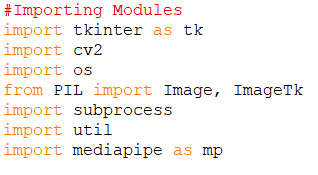 #Importing Modules
import tkinter as tk
import cv2
import os
from PIL import Image, ImageTk
import subprocess
import util
import mediapipe as mp